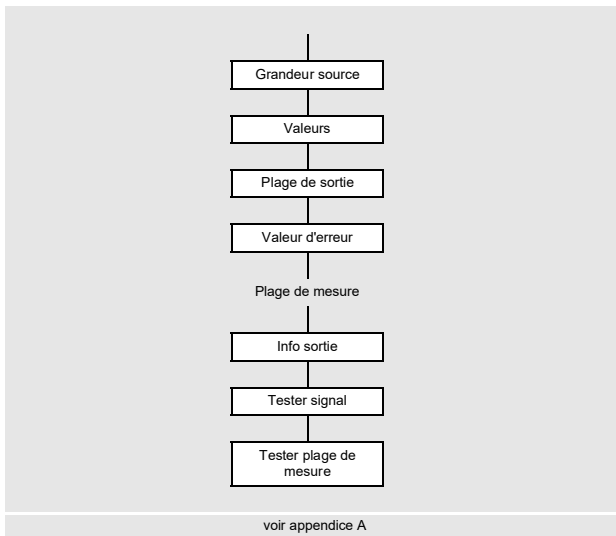 Grandeur source
Valeurs
Plage de sortie
Valeur d'erreur
Plage de mesure
Info sortie
Tester signal
Tester plage de
mesure
voir appendice A